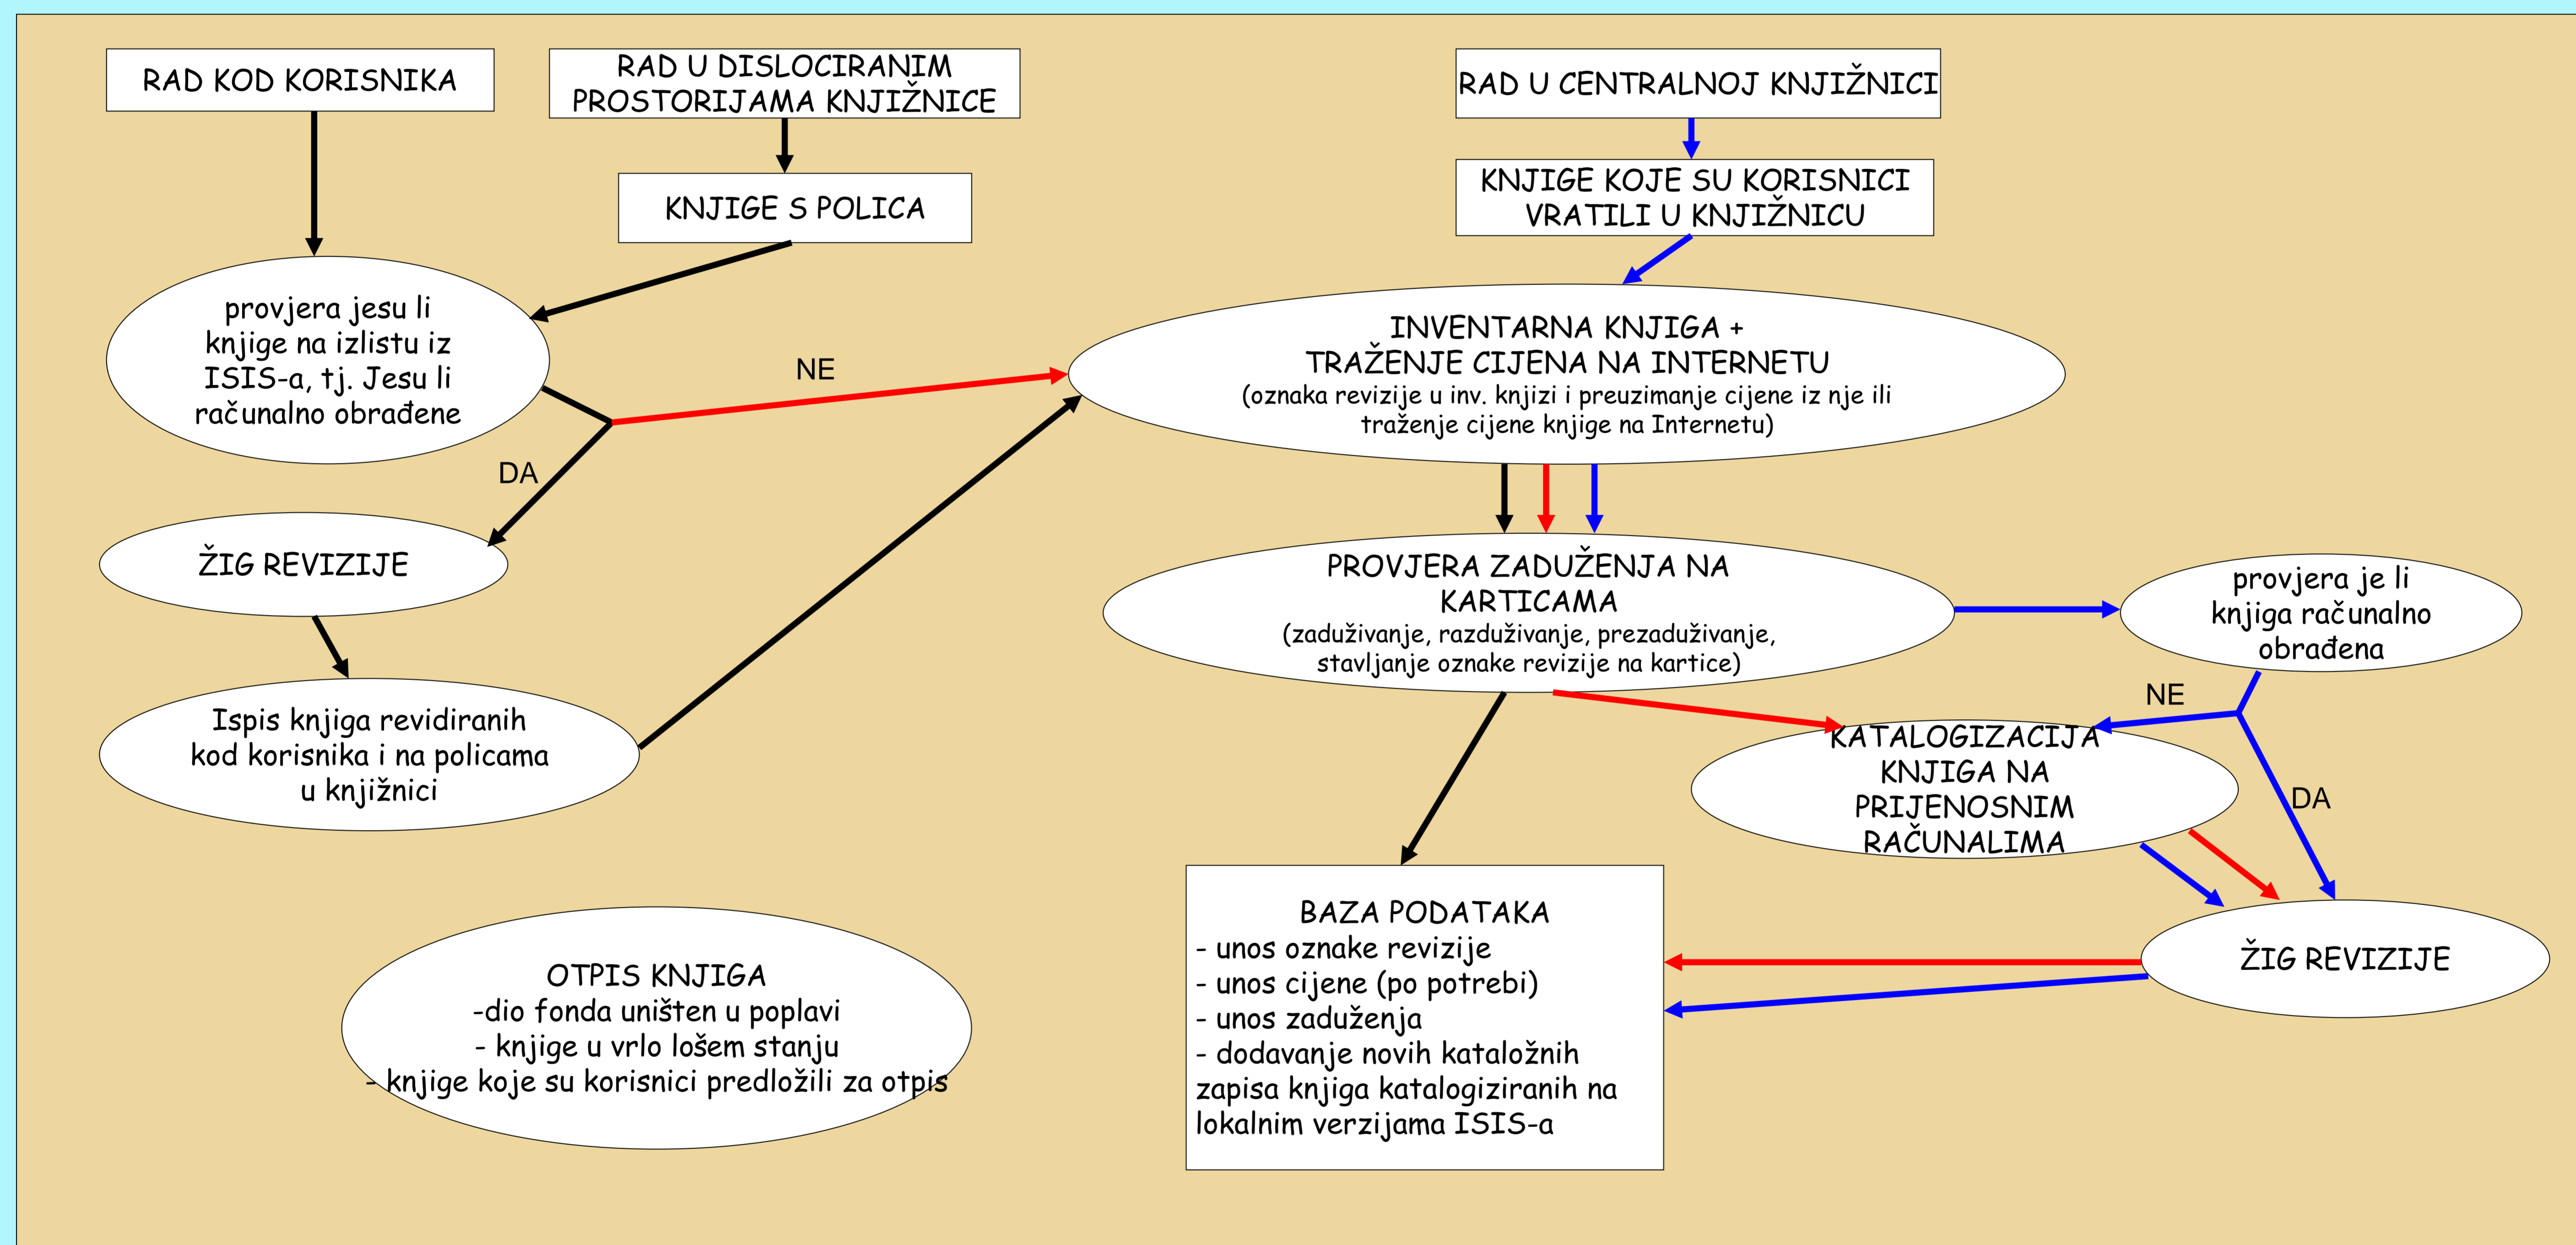 RAD KOD KORISNIKA
RAD U DISLOCIRANIM
PROSTORIJAMA KNJIŽNICE
RAD U CENTRALNOJ KNJIŽNICI
KNJIGE S POLICA
KNJIGE KOJE SU KORISNICI
VRATILI U KNJIŽNICU
provjera jesu li
knjige na izlistu iz
ISIS-a, tj. Jesu li
računalno obrađene
NE
DA
INVENTARNA KNJIGA +
TRAŽENJE CIJENA NA INTERNETU
(oznaka revizije u inv. knjizi i preuzimanje cijene iz nje ili
traženje cijene knjige na Internetu)
ŽIG REVIZIJE
PROVJERA ZADUŽENJA NA
KARTICAMA
(zaduživanje, razduživanje, prezaduživanje,
stavljanje oznake revizije na kartice)
provjera je li
knjiga računalno
obrađena
Ispis knjiga revidiranih
kod korisnika i na policama
u knjižnici
NE
KATALOGIZACIJA
KNJIGA NA
PRIJENOSNIM
RAČUNALIMA
DA
OTPIS KNJIGA
-dio fonda uništen u poplavi
- knjige u vrlo lošem stanju
- knjige koje su korisnici predložili za otpis
BAZA PODATAKA
- unos oznake revizije
- unos cijene (po potrebi)
- unos zaduženja
- dodavanje novih kataložnih
zapisa knjiga katalogiziranih na
lokalnim verzijama ISIS-a
ŽIG REVIZIJE